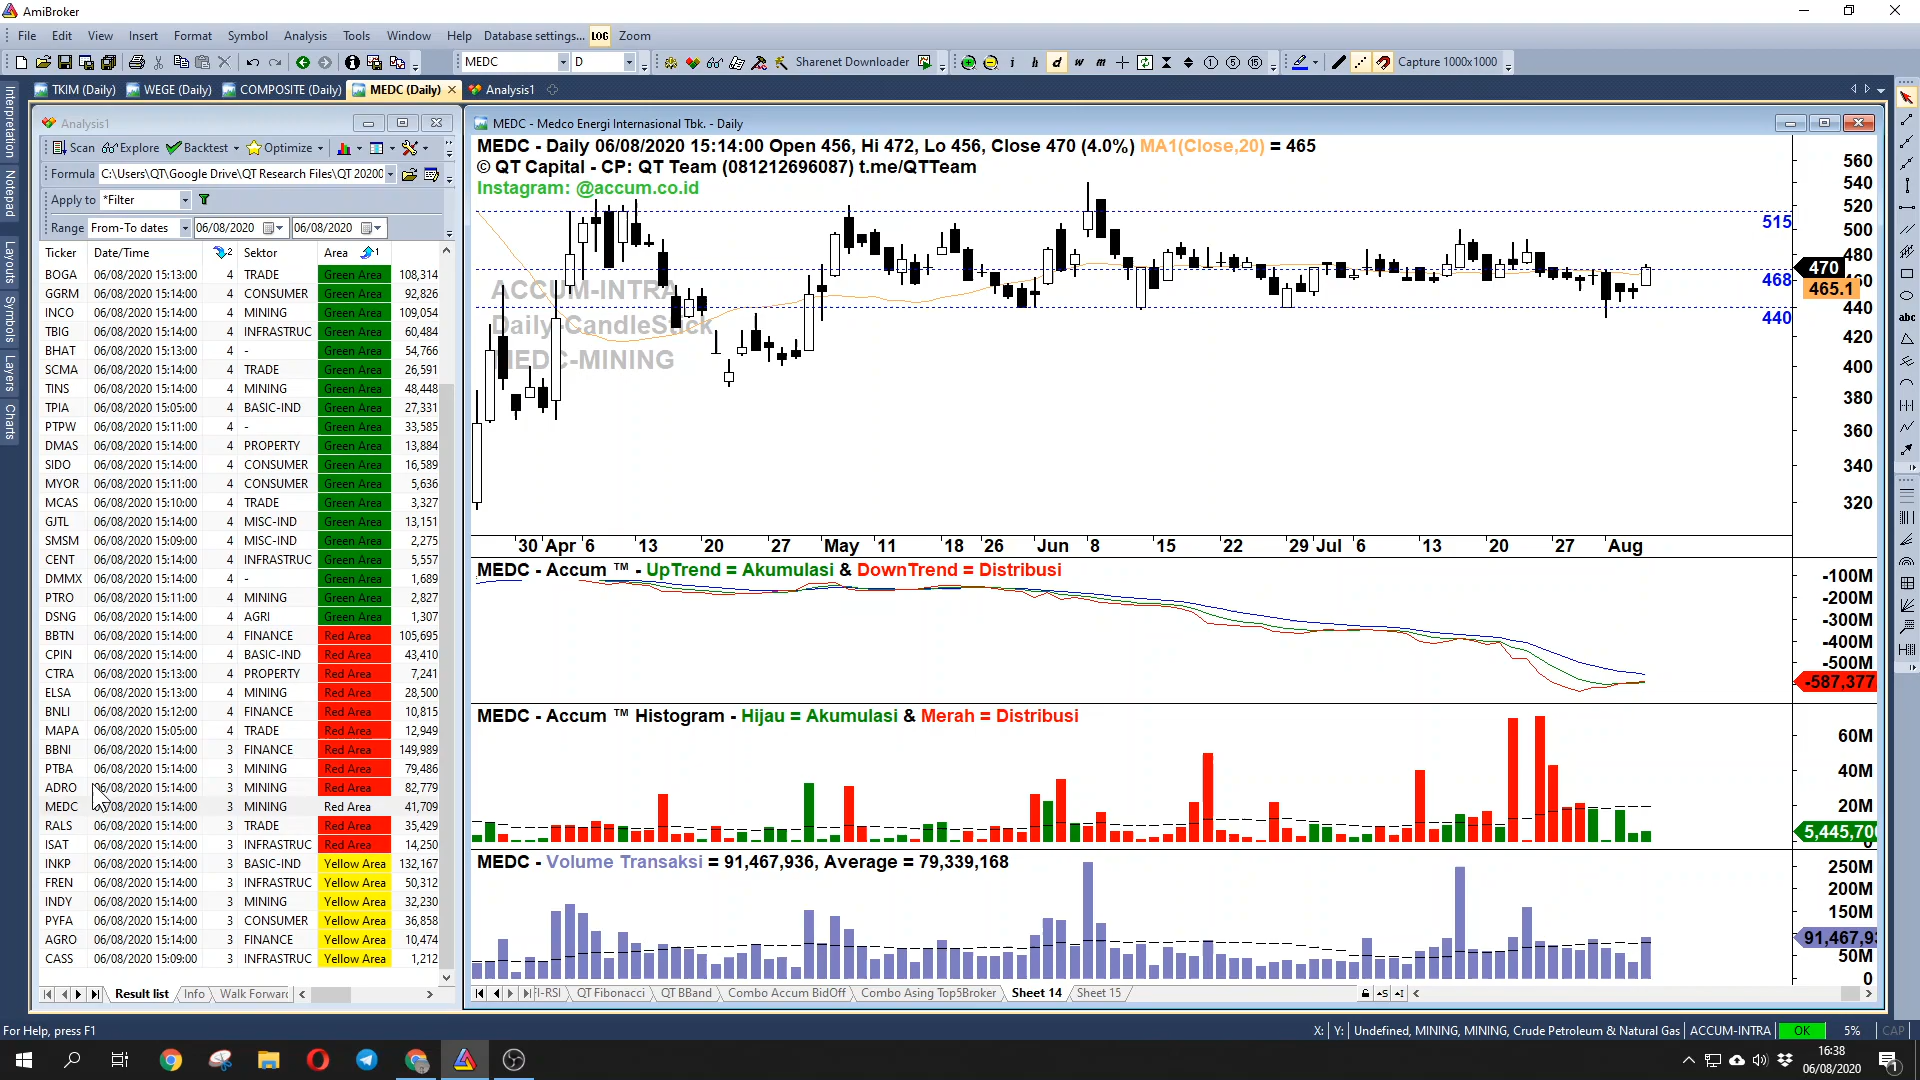 AmiBroker
File Edit View Insert Format Symbol Analysis Tools Window Help Database settings... LOG Zoom
MEDC D Sharenet Downloader i h d w m Capture 1000x1000
TKIM (Daily) WEGE (Daily) COMPOSITE (Daily) MEDC (Daily) Analysis1
Interpretation
Notepad
Layouts
Symbols
Layers
Charts
Analysis1
Scan Explore Backtest Optimize
Formula C:\Users\QT\Google Drive\QT Research Files\QT 2020
Apply to *Filter
Range From-To dates 06/08/2020 06/08/2020
Ticker Date/Time 2 Sektor Area 1
BOGA 06/08/2020 15:13:00 4 TRADE Green Area 108,314
GGRM 06/08/2020 15:14:00 4 CONSUMER Green Area 92,826
INCO 06/08/2020 15:14:00 4 MINING Green Area 109,054
TBIG 06/08/2020 15:14:00 4 INFRASTRUC Green Area 60,484
BHAT 06/08/2020 15:13:00 4 - Green Area 54,766
SCMA 06/08/2020 15:14:00 4 TRADE Green Area 26,591
TINS 06/08/2020 15:14:00 4 MINING Green Area 48,448
TPIA 06/08/2020 15:05:00 4 BASIC-IND Green Area 27,331
PTPW 06/08/2020 15:11:00 4 - Green Area 33,585
DMAS 06/08/2020 15:14:00 4 PROPERTY Green Area 13,884
SIDO 06/08/2020 15:14:00 4 CONSUMER Green Area 16,589
MYOR 06/08/2020 15:11:00 4 CONSUMER Green Area 5,636
MCAS 06/08/2020 15:10:00 4 TRADE Green Area 3,327
GJTL 06/08/2020 15:14:00 4 MISC-IND Green Area 13,151
SMSM 06/08/2020 15:09:00 4 MISC-IND Green Area 2,275
CENT 06/08/2020 15:14:00 4 INFRASTRUC Green Area 5,557
DMMX 06/08/2020 15:14:00 4 - Green Area 1,689
PTRO 06/08/2020 15:11:00 4 MINING Green Area 2,827
DSNG 06/08/2020 15:14:00 4 AGRI Green Area 1,307
BBTN 06/08/2020 15:14:00 4 FINANCE Red Area 105,695
CPIN 06/08/2020 15:14:00 4 BASIC-IND Red Area 43,410
CTRA 06/08/2020 15:13:00 4 PROPERTY Red Area 7,241
ELSA 06/08/2020 15:13:00 4 MINING Red Area 28,500
BNLI 06/08/2020 15:12:00 4 FINANCE Red Area 10,815
MAPA 06/08/2020 15:05:00 4 TRADE Red Area 12,949
BBNI 06/08/2020 15:14:00 3 FINANCE Red Area 149,989
PTBA 06/08/2020 15:14:00 3 MINING Red Area 79,486
ADRO 06/08/2020 15:14:00 3 MINING Red Area 82,779
MEDC 06/08/2020 15:14:00 3 MINING Red Area 41,709
RALS 06/08/2020 15:14:00 3 TRADE Red Area 35,429
ISAT 06/08/2020 15:14:00 3 INFRASTRUC Red Area 14,250
INKP 06/08/2020 15:14:00 3 BASIC-IND Yellow Area 132,167
FREN 06/08/2020 15:14:00 3 INFRASTRUC Yellow Area 50,312
INDY 06/08/2020 15:14:00 3 MINING Yellow Area 32,230
PYFA 06/08/2020 15:14:00 3 CONSUMER Yellow Area 36,858
AGRO 06/08/2020 15:14:00 3 FINANCE Yellow Area 10,474
CASS 06/08/2020 15:09:00 3 INFRASTRUC Yellow Area 1,212
Result list Info Walk Forward
MEDC - Medco Energi Internasional Tbk. - Daily
MEDC - Daily 06/08/2020 15:14:00 Open 456, Hi 472, Lo 456, Close 470 (4.0%) MA1(Close,20) = 465
© QT Capital - CP: QT Team (081212696087) t.me/QTTeam
Instagram: @accum.co.id
ACCUM-INTRA
Daily-CandleStick
MEDC-MINING
515
468
440
560
540
520
500
480
470
465.1
440
420
400
380
360
340
320
30 Apr 6 13 20 27 May 11 18 26 Jun 8 15 22 29 Jul 6 13 20 27 Aug
MEDC - Accum ™ - UpTrend = Akumulasi & DownTrend = Distribusi
-100M
-200M
-300M
-400M
-500M
-587,377
MEDC - Accum ™ Histogram - Hijau = Akumulasi & Merah = Distribusi
60M
40M
20M
5,445,700
MEDC - Volume Transaksi = 91,467,936, Average = 79,339,168
250M
200M
150M
91,467,93
50M
0
FI-RSI QT Fibonacci QT BBand Combo Accum BidOff Combo Asing Top5Broker Sheet 14 Sheet 15
abc
For Help, press F1 X: Y: Undefined, MINING, MINING, Crude Petroleum & Natural Gas ACCUM-INTRA OK 5% CAP
16:38
06/08/2020
1